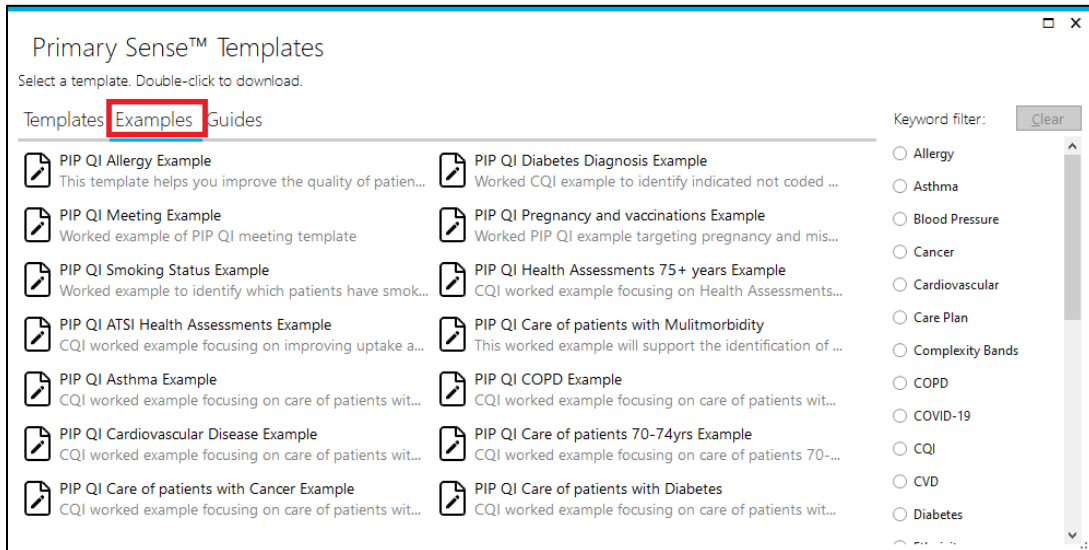 Primary Sense™ Templates
Select a template. Double-click to download.
Templates Examples Guides
Keyword filter: Clear
PIP QI Allergy Example
This template helps you improve the quality of patien...
PIP QI Diabetes Diagnosis Example
Worked CQI example to identify indicated not coded ...
PIP QI Meeting Example
Worked example of PIP QI meeting template
PIP QI Pregnancy and vaccinations Example
Worked PIP QI example targeting pregnancy and mis...
PIP QI Smoking Status Example
Worked example to identify which patients have smok...
PIP QI Health Assessments 75+ years Example
CQI worked example focusing on Health Assessments...
PIP QI ATSI Health Assessments Example
CQI worked example focusing on improving uptake a...
PIP QI Care of patients with Mulitmorbidity
This worked example will support the identification of ...
PIP QI Asthma Example
CQI worked example focusing on care of patients wit...
PIP QI COPD Example
CQI worked example focusing on care of patients wit...
PIP QI Cardiovascular Disease Example
CQI worked example focusing on care of patients wit...
PIP QI Care of patients 70-74yrs Example
CQI worked example focusing on care of patients 70-...
PIP QI Care of patients with Cancer Example
CQI worked example focusing on care of patients wit...
PIP QI Care of patients with Diabetes
CQI worked example focusing on care of patients wit...
Allergy
Asthma
Blood Pressure
Cancer
Cardiovascular
Care Plan
Complexity Bands
COPD
COVID-19
CQI
CVD
Diabetes